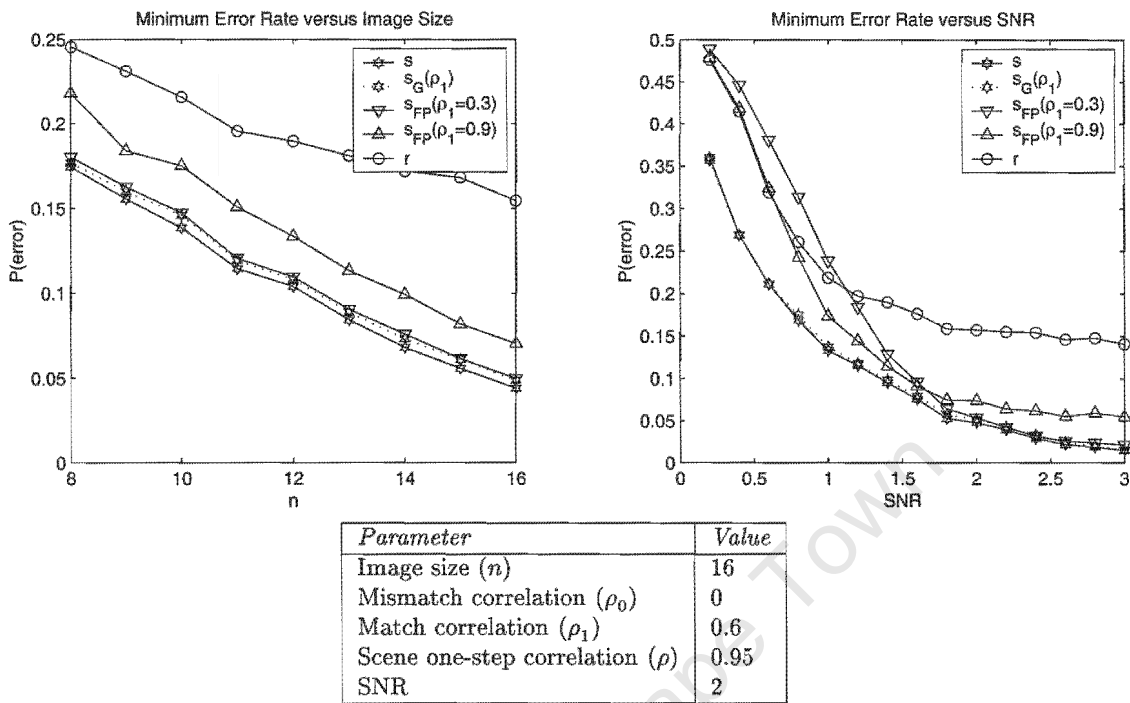 Minimum Error Rate versus Image Size
0.25
0.2
0.15
0.1
0.05
0
P(error)
8
10
12
14
16
n
s
s_G(ρ_1)
s_FP(ρ_1=0.3)
s_FP(ρ_1=0.9)
r
Minimum Error Rate versus SNR
0.5
0.45
0.4
0.35
0.3
0.25
0.2
0.15
0.1
0.05
0
P(error)
0
0.5
1
1.5
2
2.5
3
SNR
s
s_G(ρ_1)
s_FP(ρ_1=0.3)
s_FP(ρ_1=0.9)
r
Parameter Value
Image size (n) 16
Mismatch correlation (ρ_0) 0
Match correlation (ρ_1) 0.6
Scene one-step correlation (ρ) 0.95
SNR 2
ape Town